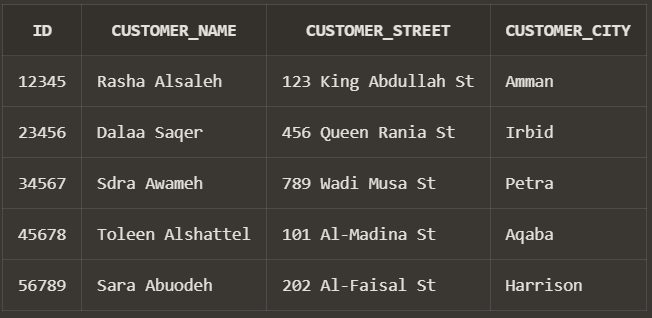 ID CUSTOMER_NAME CUSTOMER_STREET CUSTOMER_CITY
12345 Rasha Alsaleh 123 King Abdullah St Amman
23456 Dalaa Saqer 456 Queen Rania St Irbid
34567 Sdra Awameh 789 Wadi Musa St Petra
45678 Toleen Alshattel 101 Al-Madina St Aqaba
56789 Sara Abuodeh 202 Al-Faisal St Harrison